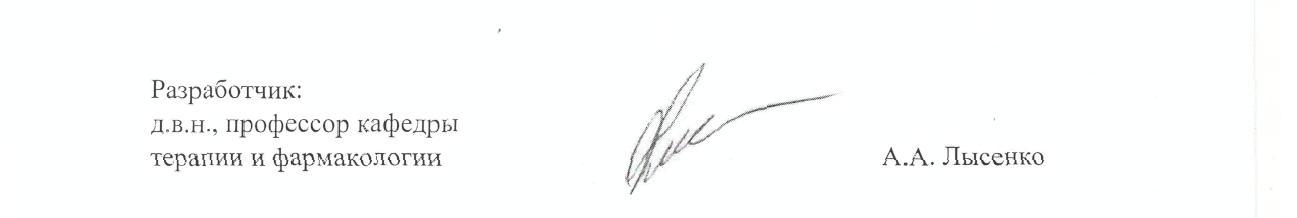 Разработчик:
д.в.н., профессор кафедры
терапии и фармакологии
А.А. Лысенко